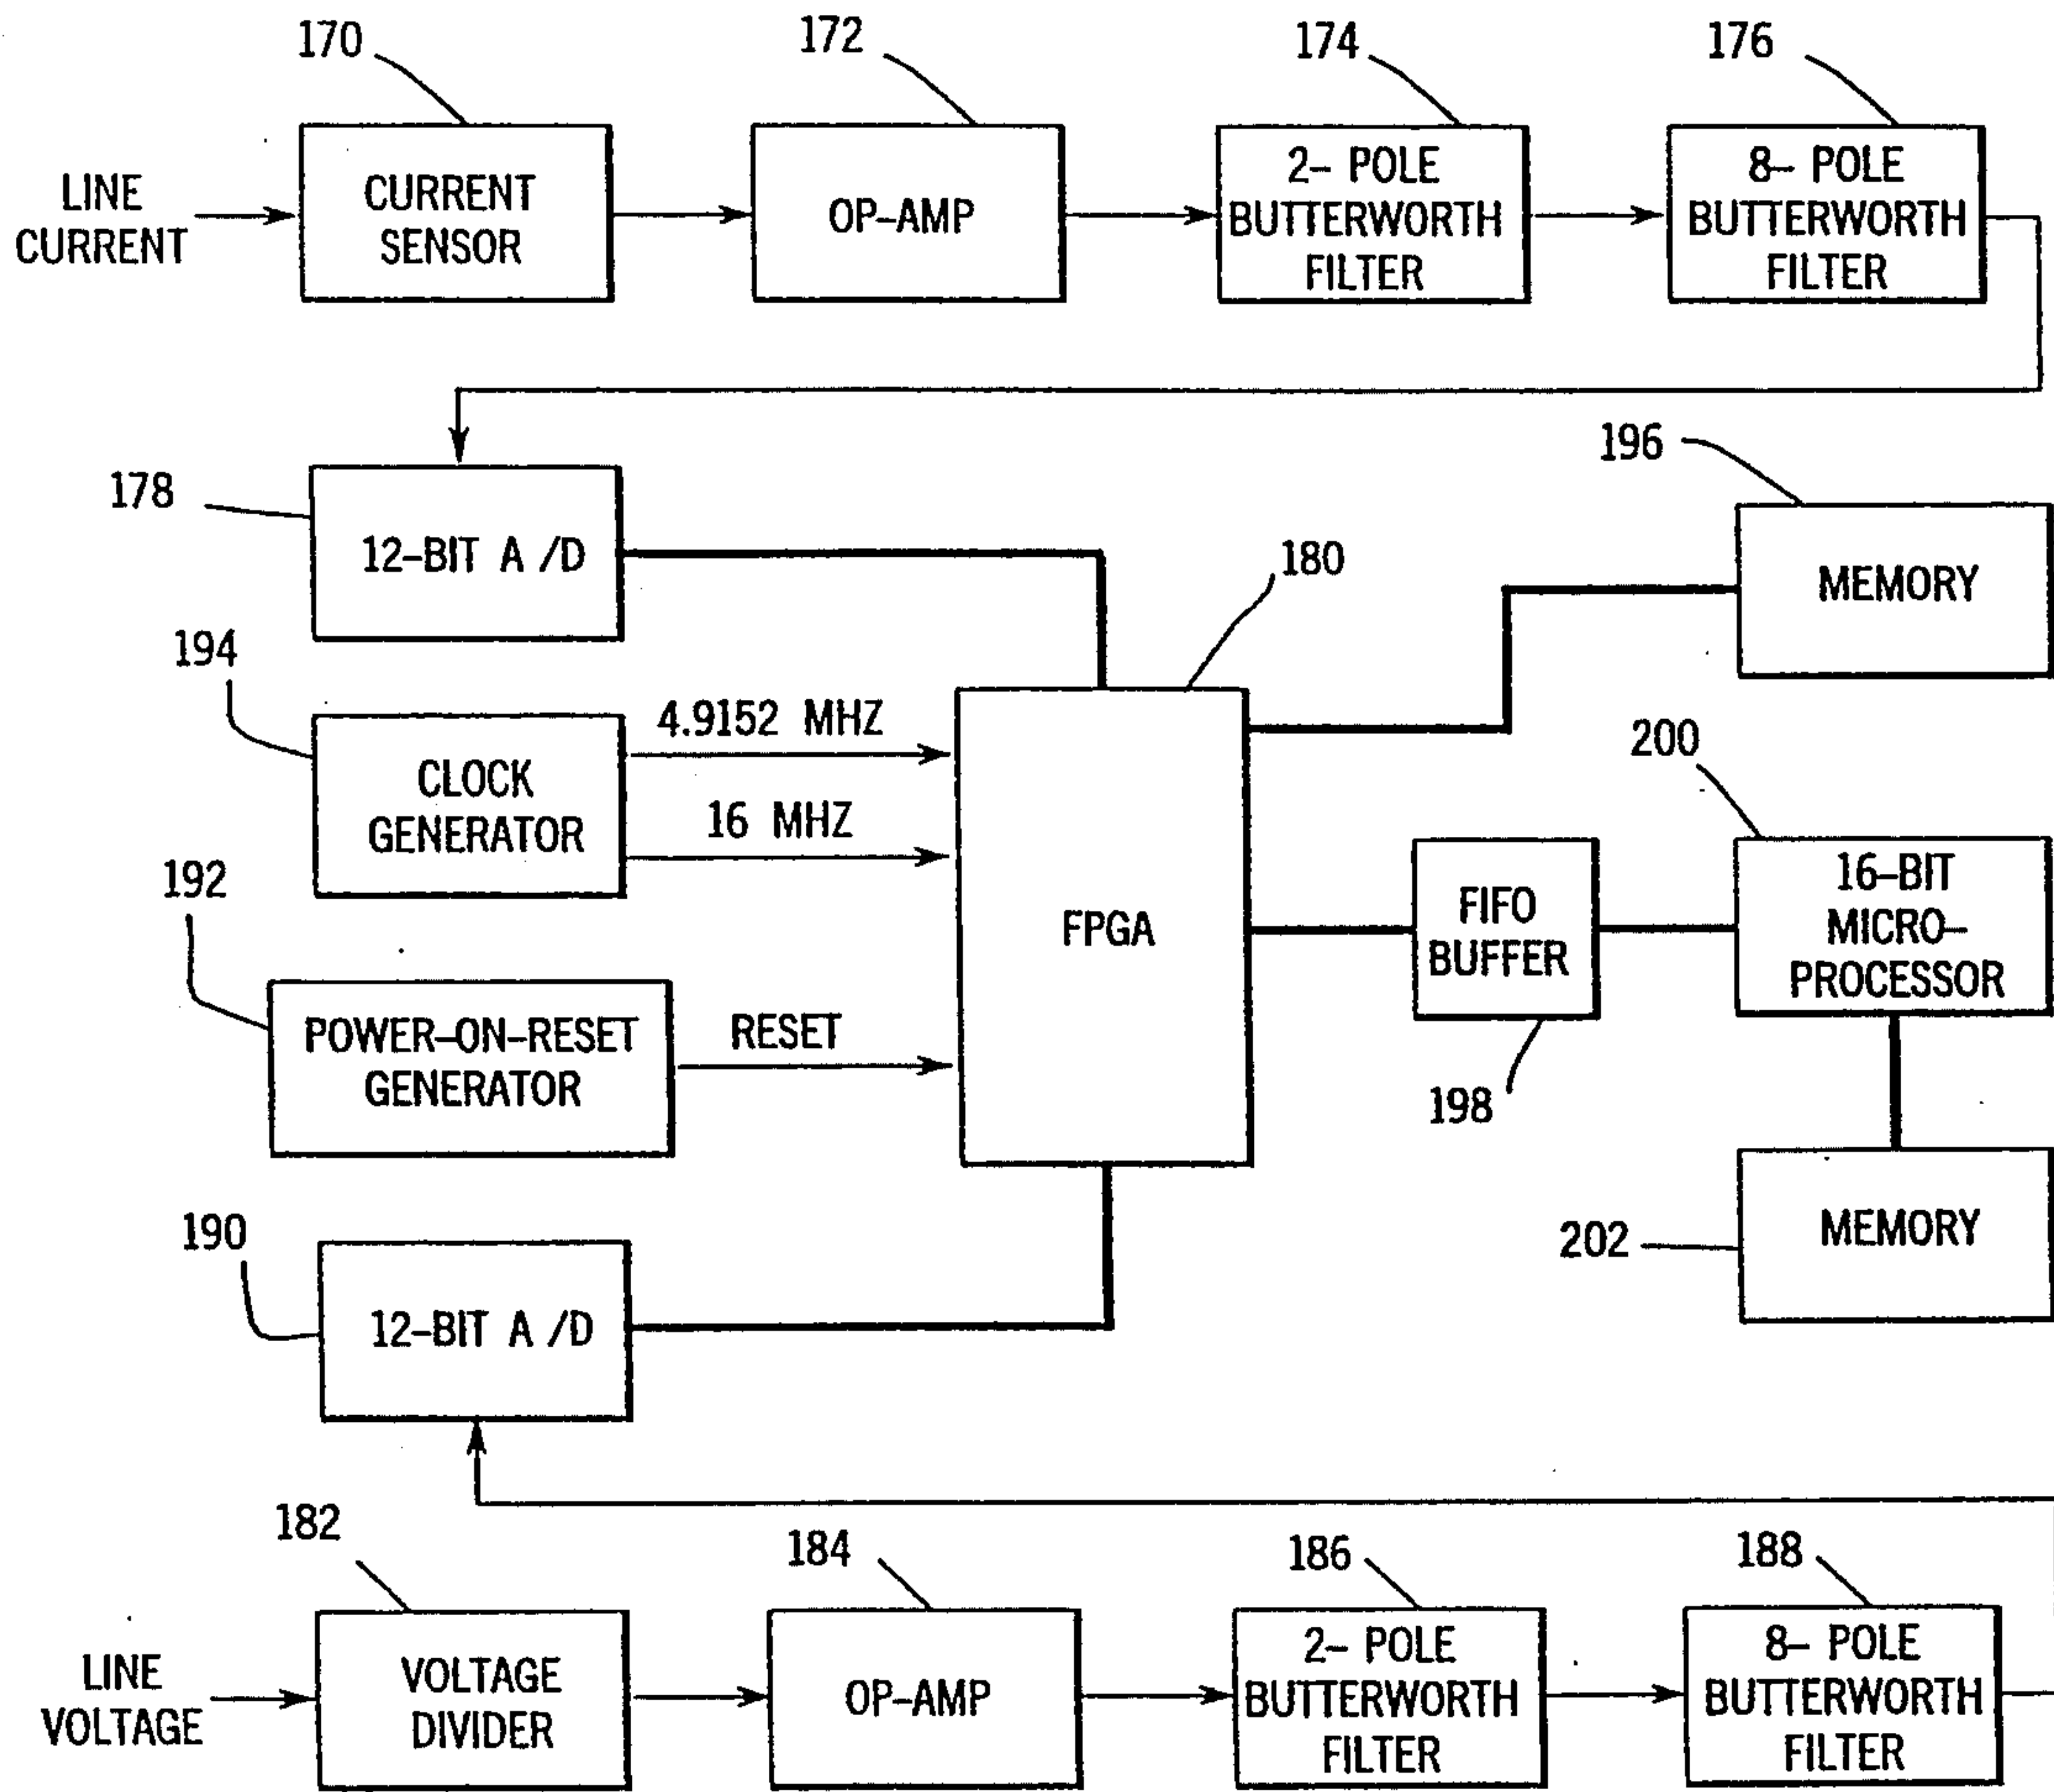 170
172
174
176
LINE
CURRENT
CURRENT
SENSOR
OP-AMP
2- POLE
BUTTERWORTH
FILTER
8- POLE
BUTTERWORTH
FILTER
178
12-BIT A /D
180
196
MEMORY
194
CLOCK
GENERATOR
4.9152 MHZ
16 MHZ
192
POWER-ON-RESET
GENERATOR
RESET
FPGA
FIFO
BUFFER
198
200
16-BIT
MICRO-
PROCESSOR
202
MEMORY
190
12-BIT A /D
182
184
186
188
LINE
VOLTAGE
VOLTAGE
DIVIDER
OP-AMP
2- POLE
BUTTERWORTH
FILTER
8- POLE
BUTTERWORTH
FILTER